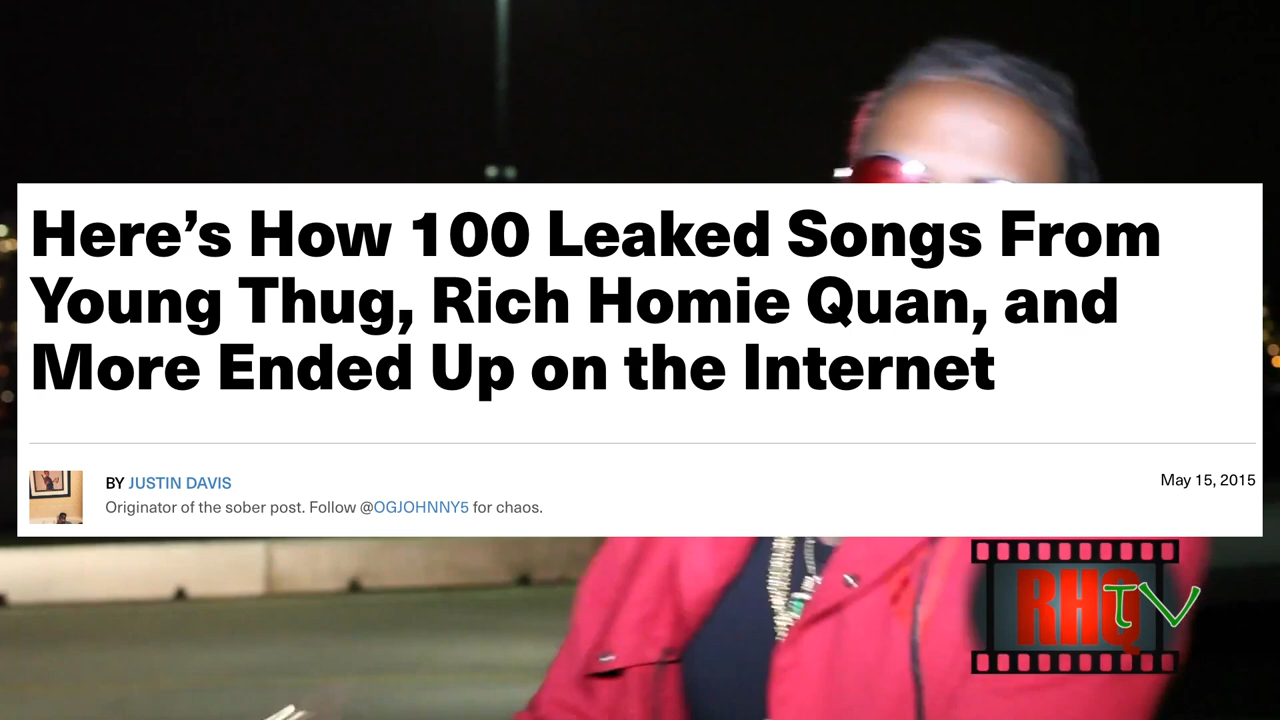 Here’s How 100 Leaked Songs From
Young Thug, Rich Homie Quan, and
More Ended Up on the Internet
BY JUSTIN DAVIS
May 15, 2015
Originator of the sober post. Follow @OGJOHNNY5 for chaos.
RHQ TV